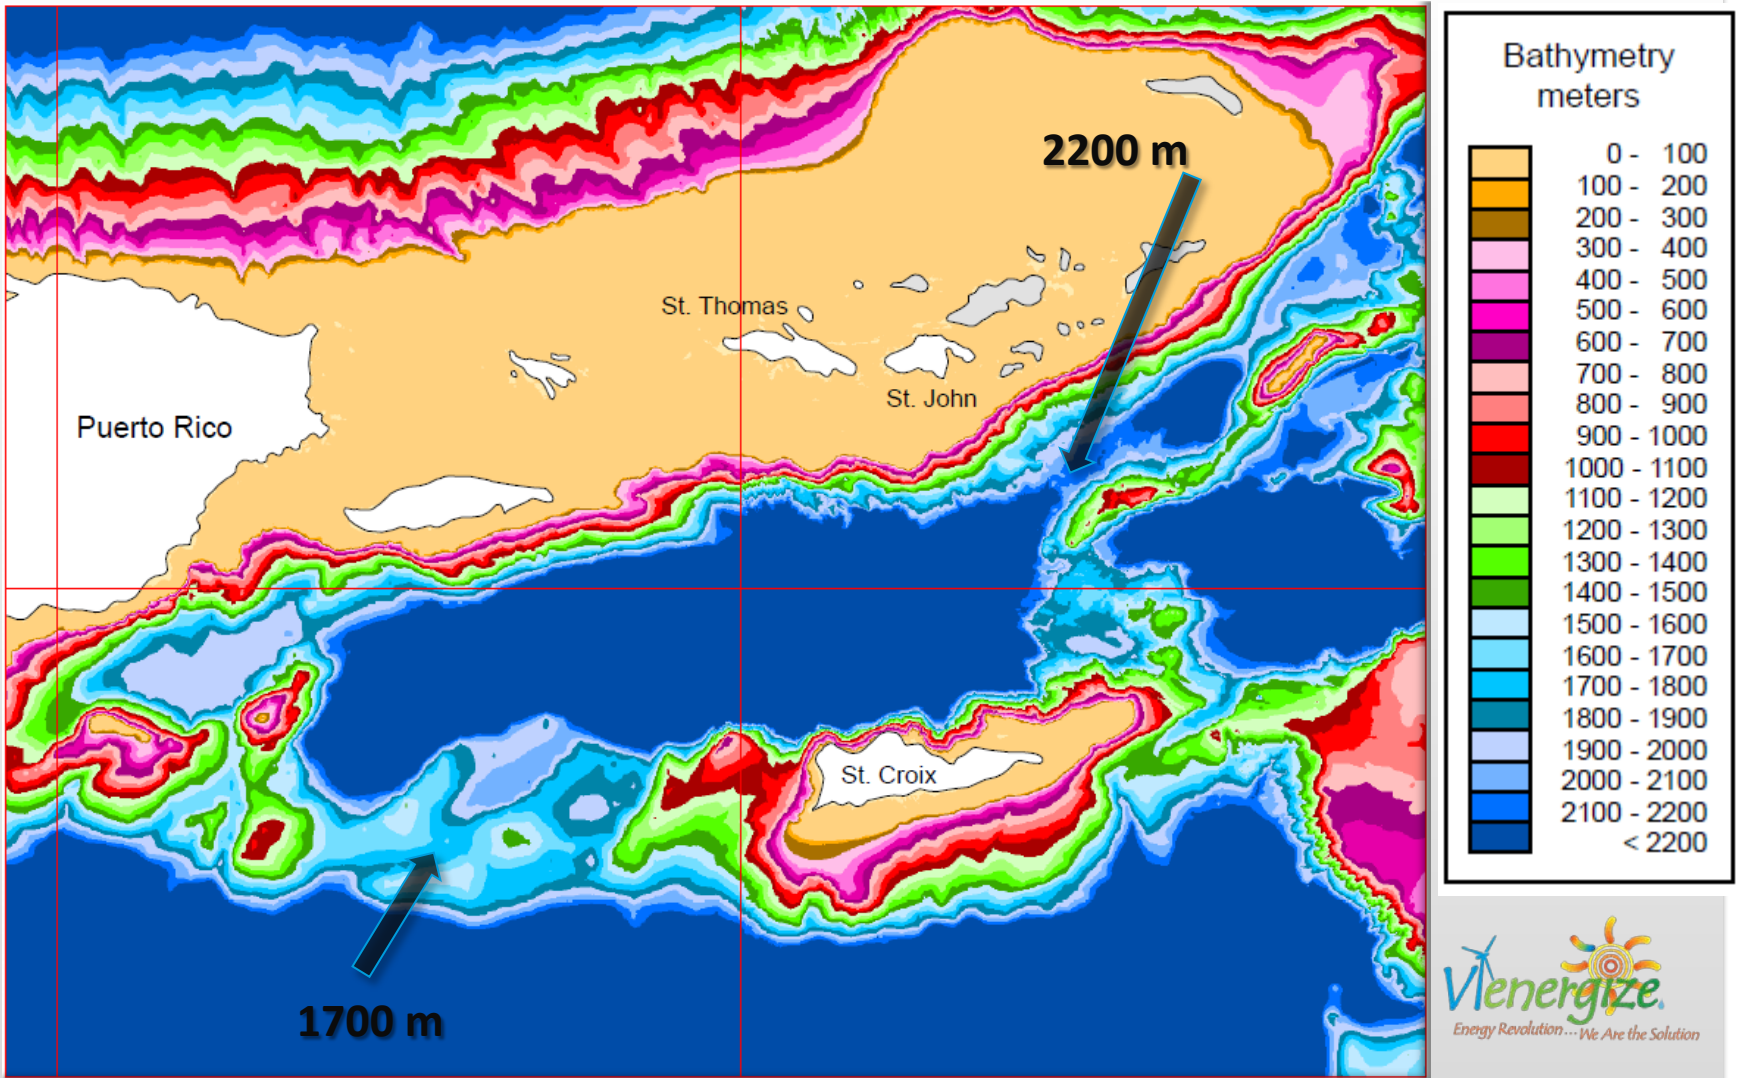 2200 m
St. Thomas
St. John
Puerto Rico
St. Croix
1700 m
Bathymetry
meters
0 - 100
100 - 200
200 - 300
300 - 400
400 - 500
500 - 600
600 - 700
700 - 800
800 - 900
900 - 1000
1000 - 1100
1100 - 1200
1200 - 1300
1300 - 1400
1400 - 1500
1500 - 1600
1600 - 1700
1700 - 1800
1800 - 1900
1900 - 2000
2000 - 2100
2100 - 2200
< 2200
VIenergize
Energy Revolution...We Are the Solution